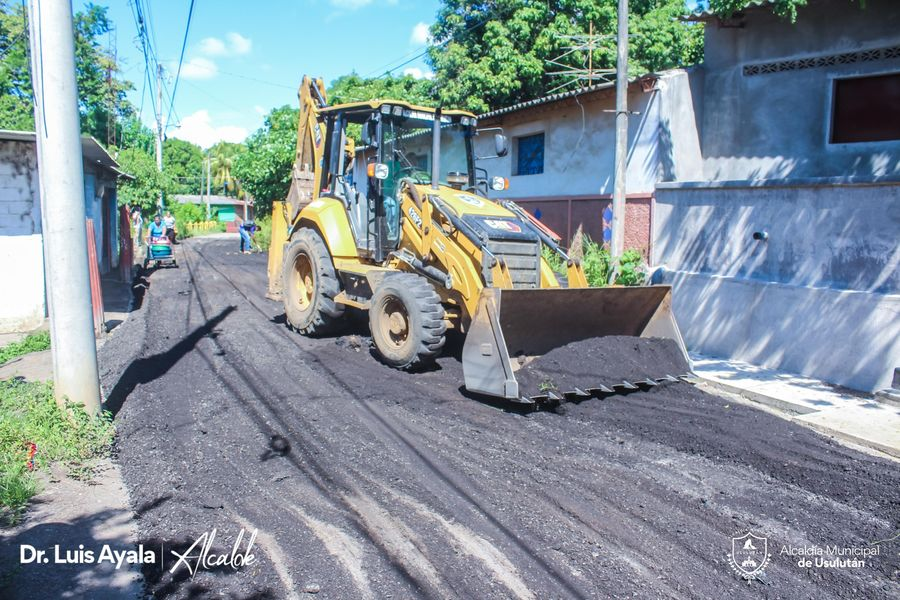 Dr. Luis Ayala | Alcalde
Alcaldía Municipal
de Usulután